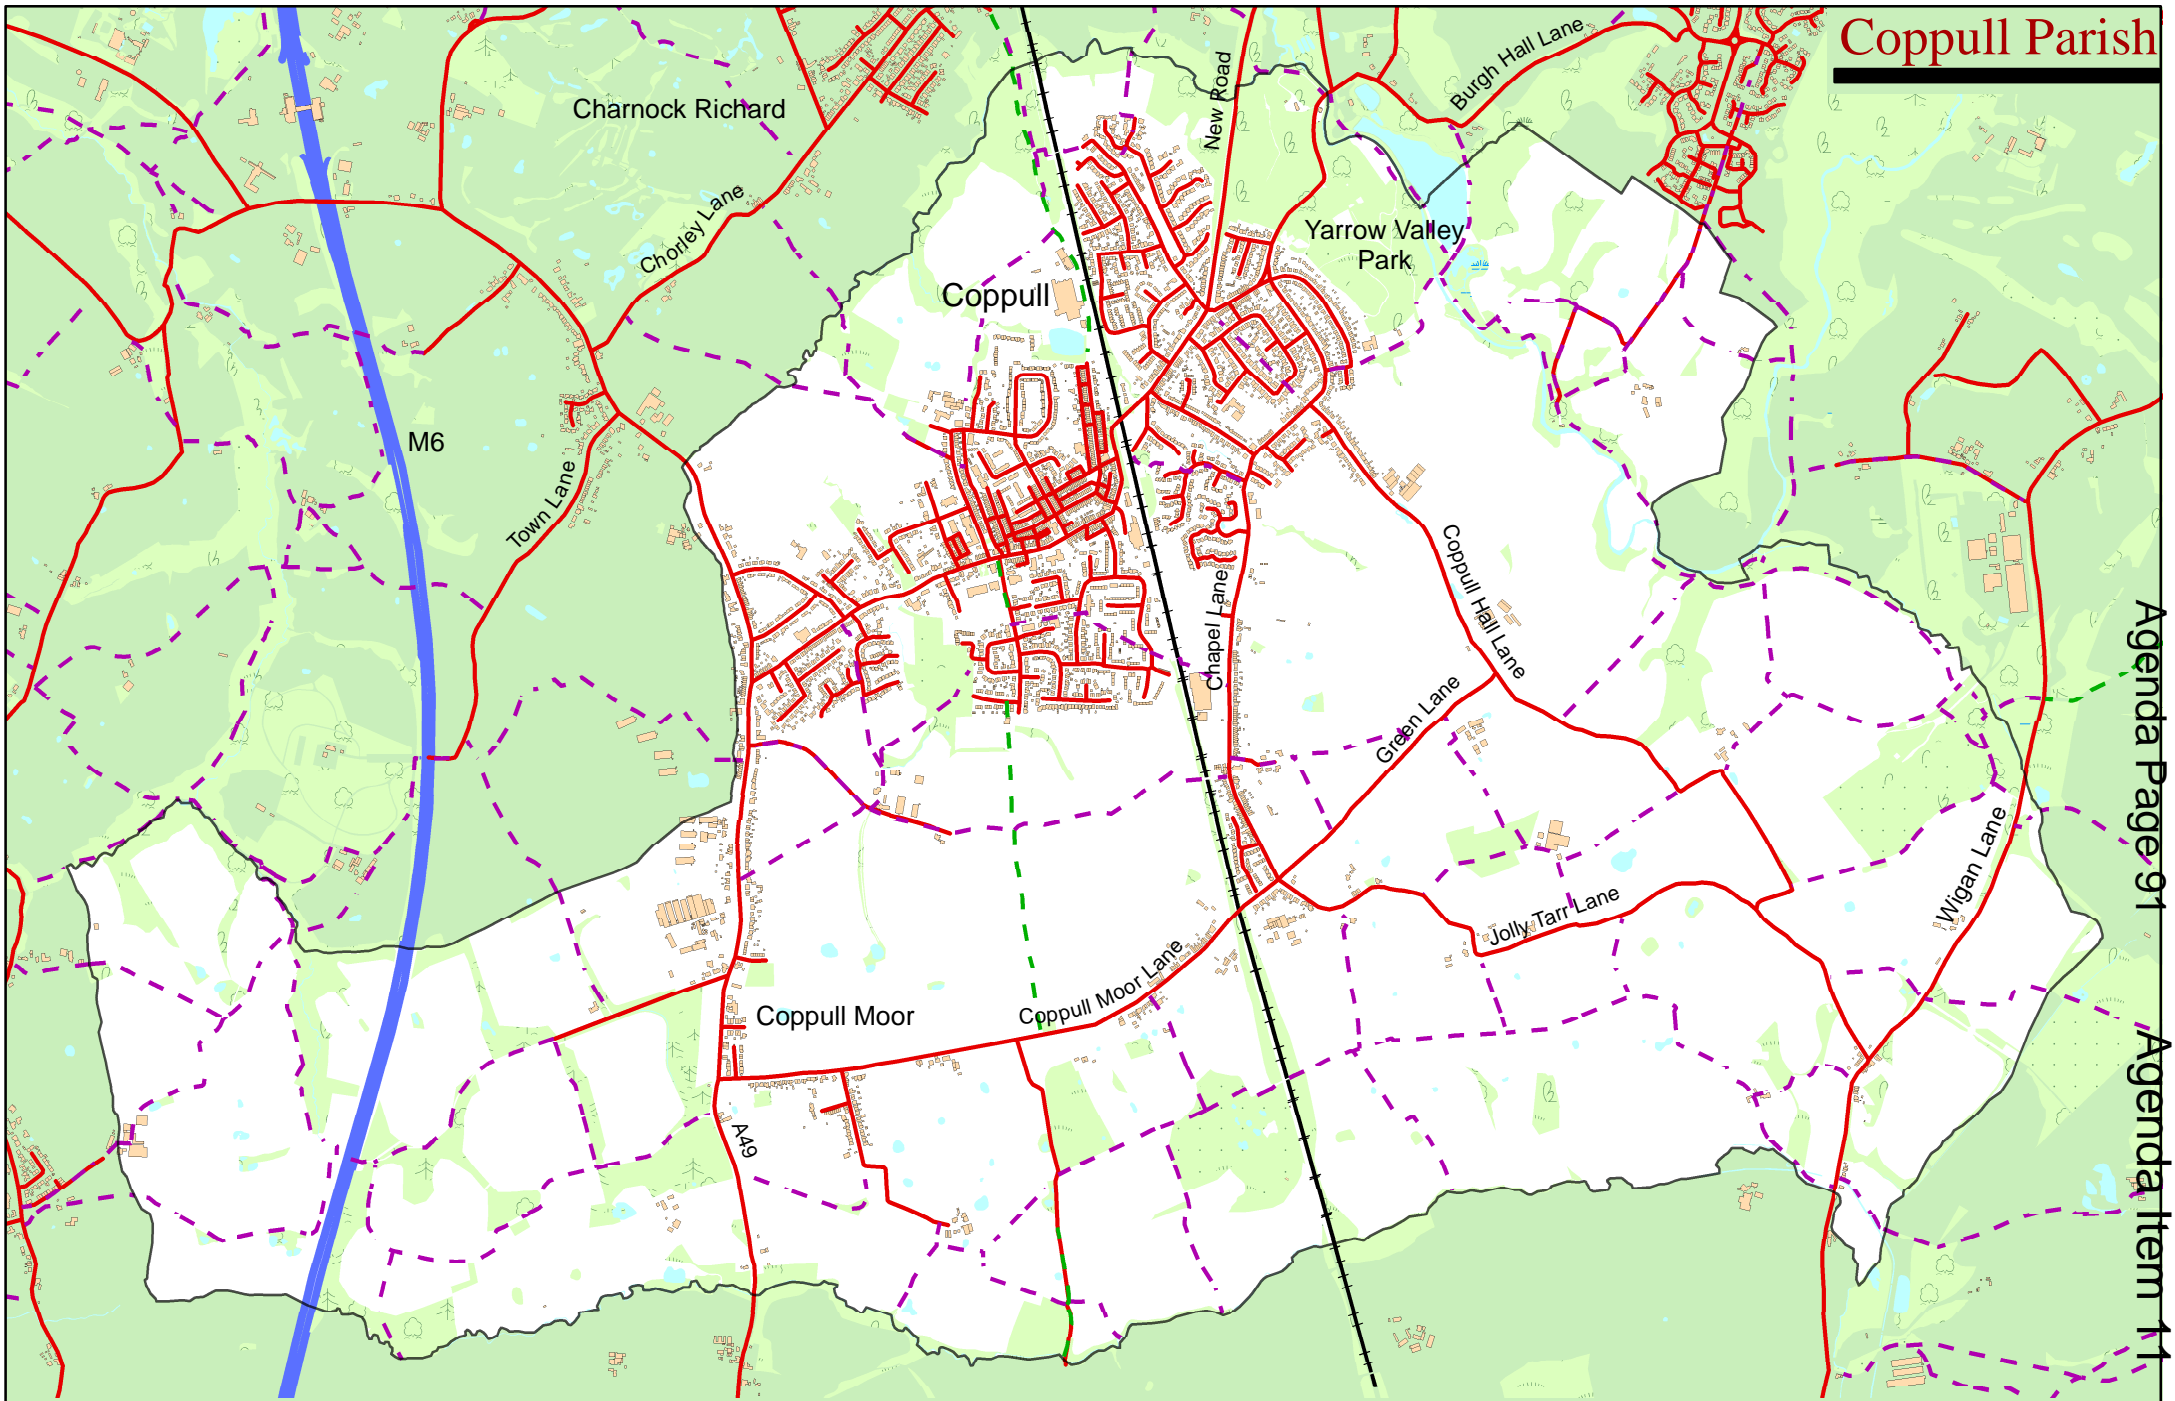 Coppull Parish
Burgh Hall Lane
New Road
Charnock Richard
Chorley Lane
Yarrow Valley
Park
Coppull
M6
Town Lane
Coppull Hall Lane
Chapel Lane
Green Lane
Agenda Page 91
Wigan Lane
Jolly Tarr Lane
Coppull Moor Lane
Coppull Moor
A49
Agenda Item 11